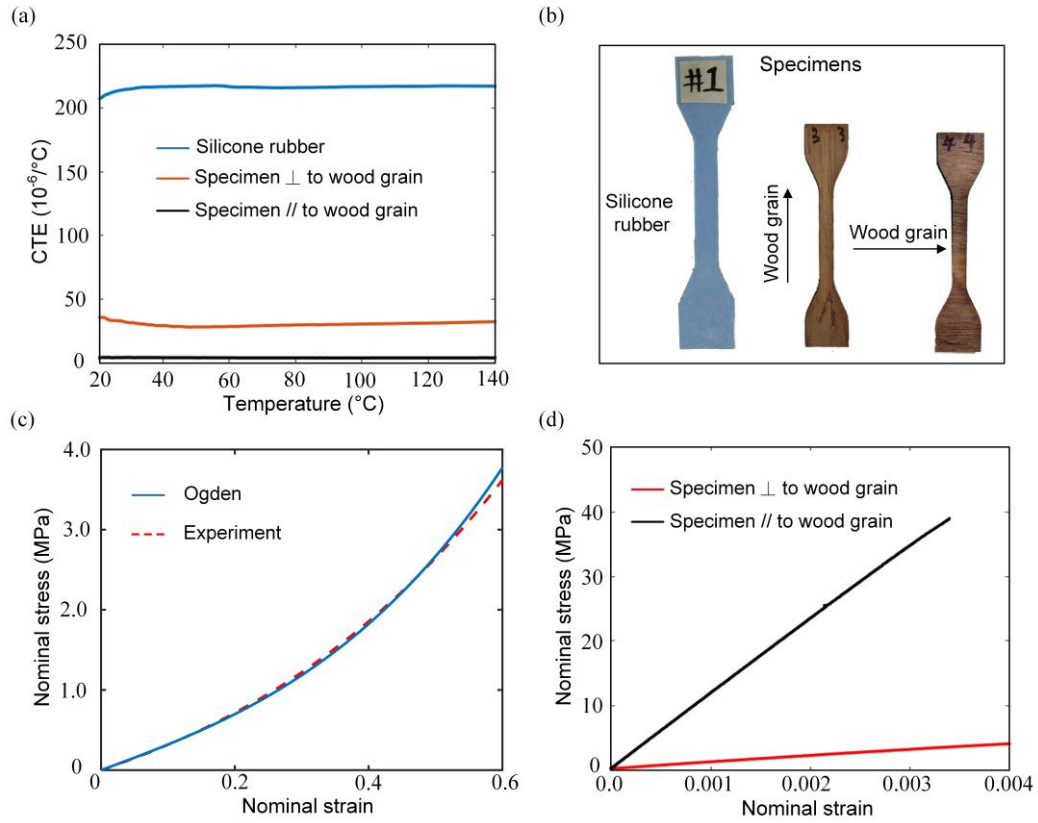 (a)
250
200
150
100
50
0
CTE (10⁻⁶/°C)
Silicone rubber
Specimen ⊥ to wood grain
Specimen // to wood grain
20 40 60 80 100 120 140
Temperature (°C)
(b)
Specimens
#1
3 3
4 4
Silicone
rubber
Wood grain
Wood grain
(c)
4.0
3.0
2.0
1.0
0
Nominal stress (MPa)
Ogden
Experiment
0 0.2 0.4 0.6
Nominal strain
(d)
50
40
30
20
10
0
Nominal stress (MPa)
Specimen ⊥ to wood grain
Specimen // to wood grain
0.0 0.001 0.002 0.003 0.004
Nominal strain